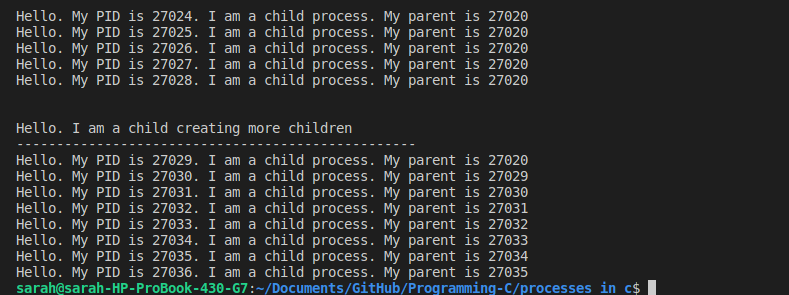 Hello. My PID is 27024. I am a child process. My parent is 27020
Hello. My PID is 27025. I am a child process. My parent is 27020
Hello. My PID is 27026. I am a child process. My parent is 27020
Hello. My PID is 27027. I am a child process. My parent is 27020
Hello. My PID is 27028. I am a child process. My parent is 27020
Hello. I am a child creating more children
--------------------------------------------------
Hello. My PID is 27029. I am a child process. My parent is 27020
Hello. My PID is 27030. I am a child process. My parent is 27029
Hello. My PID is 27031. I am a child process. My parent is 27030
Hello. My PID is 27032. I am a child process. My parent is 27031
Hello. My PID is 27033. I am a child process. My parent is 27032
Hello. My PID is 27034. I am a child process. My parent is 27033
Hello. My PID is 27035. I am a child process. My parent is 27034
Hello. My PID is 27036. I am a child process. My parent is 27035
sarah@sarah-HP-ProBook-430-G7:~/Documents/GitHub/Programming-C/processes in c$